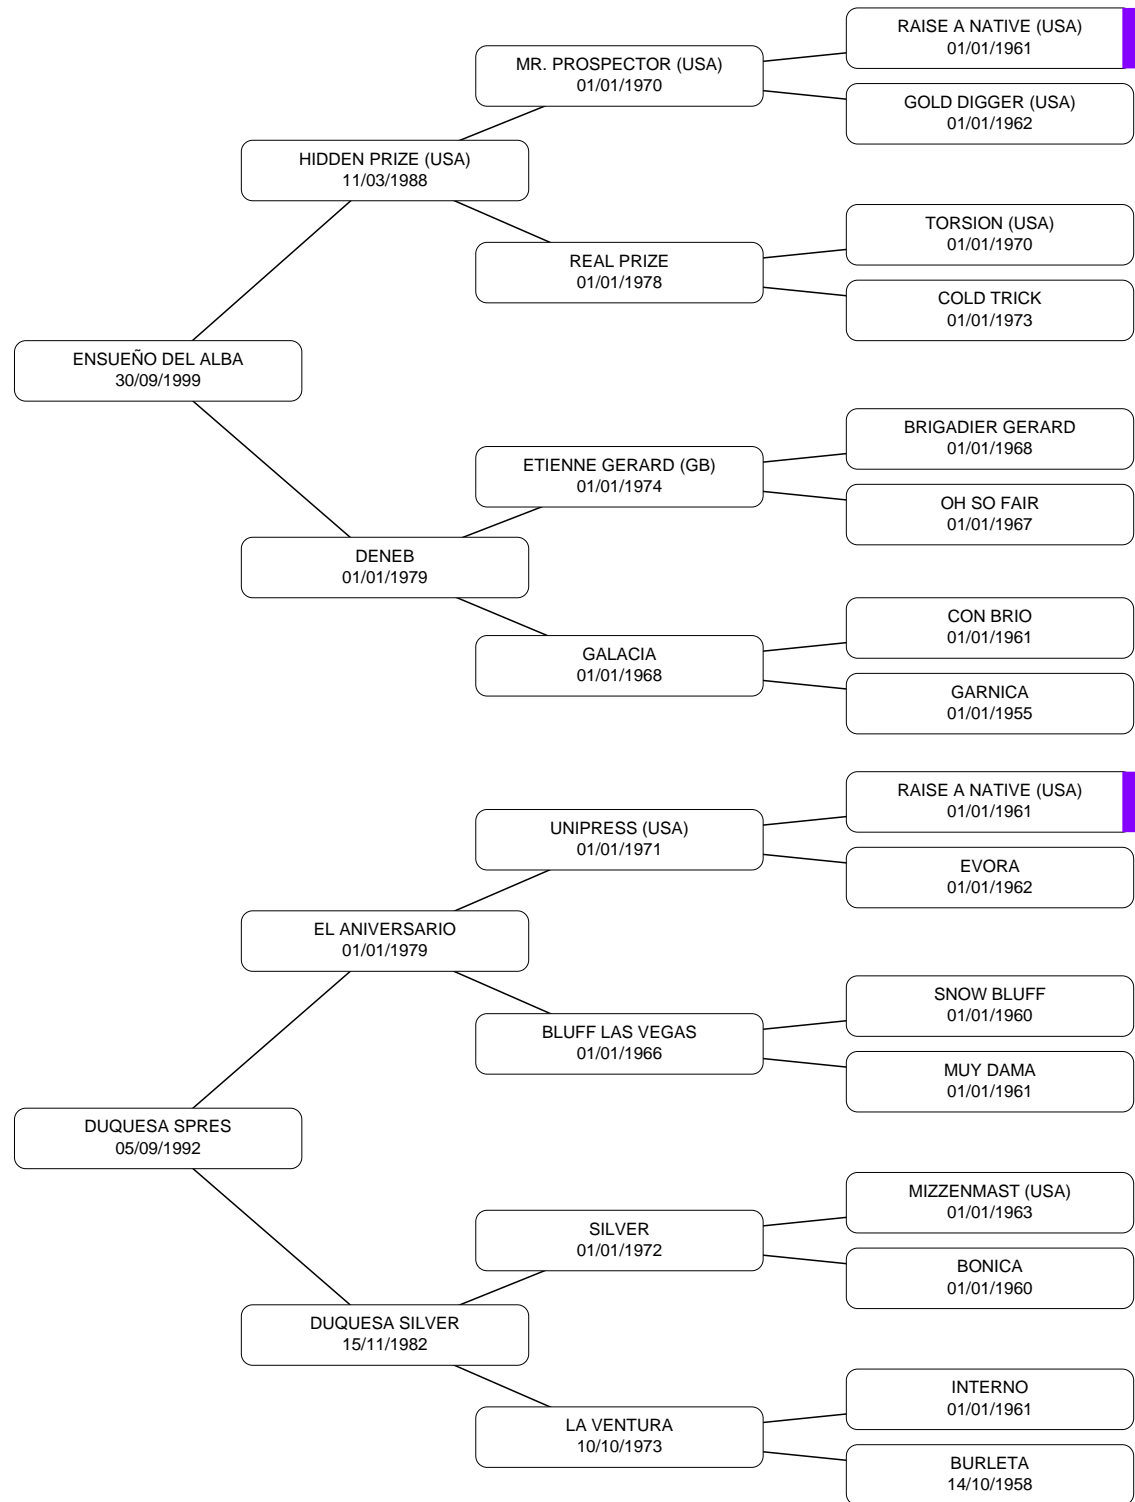 RAISE A NATIVE (USA)
01/01/1961
MR. PROSPECTOR (USA)
01/01/1970
GOLD DIGGER (USA)
01/01/1962
HIDDEN PRIZE (USA)
11/03/1988
TORSION (USA)
01/01/1970
REAL PRIZE
01/01/1978
COLD TRICK
01/01/1973
ENSUEÑO DEL ALBA
30/09/1999
BRIGADIER GERARD
01/01/1968
ETIENNE GERARD (GB)
01/01/1974
OH SO FAIR
01/01/1967
DENEB
01/01/1979
CON BRIO
01/01/1961
GALACIA
01/01/1968
GARNICA
01/01/1955
RAISE A NATIVE (USA)
01/01/1961
UNIPRESS (USA)
01/01/1971
EVORA
01/01/1962
EL ANIVERSARIO
01/01/1979
SNOW BLUFF
01/01/1960
BLUFF LAS VEGAS
01/01/1966
MUY DAMA
01/01/1961
DUQUESA SPRES
05/09/1992
MIZZENMAST (USA)
01/01/1963
SILVER
01/01/1972
BONICA
01/01/1960
DUQUESA SILVER
15/11/1982
INTERNO
01/01/1961
LA VENTURA
10/10/1973
BURLETA
14/10/1958